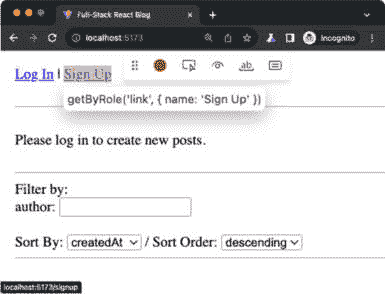 Full-Stack React Blog
localhost:5173
Incognito
Log In | Sign Up
ab
getByRole('link', { name: 'Sign Up' })
Please log in to create new posts.
Filter by:
author:
Sort By: createdAt / Sort Order: descending
localhost:5173/signup